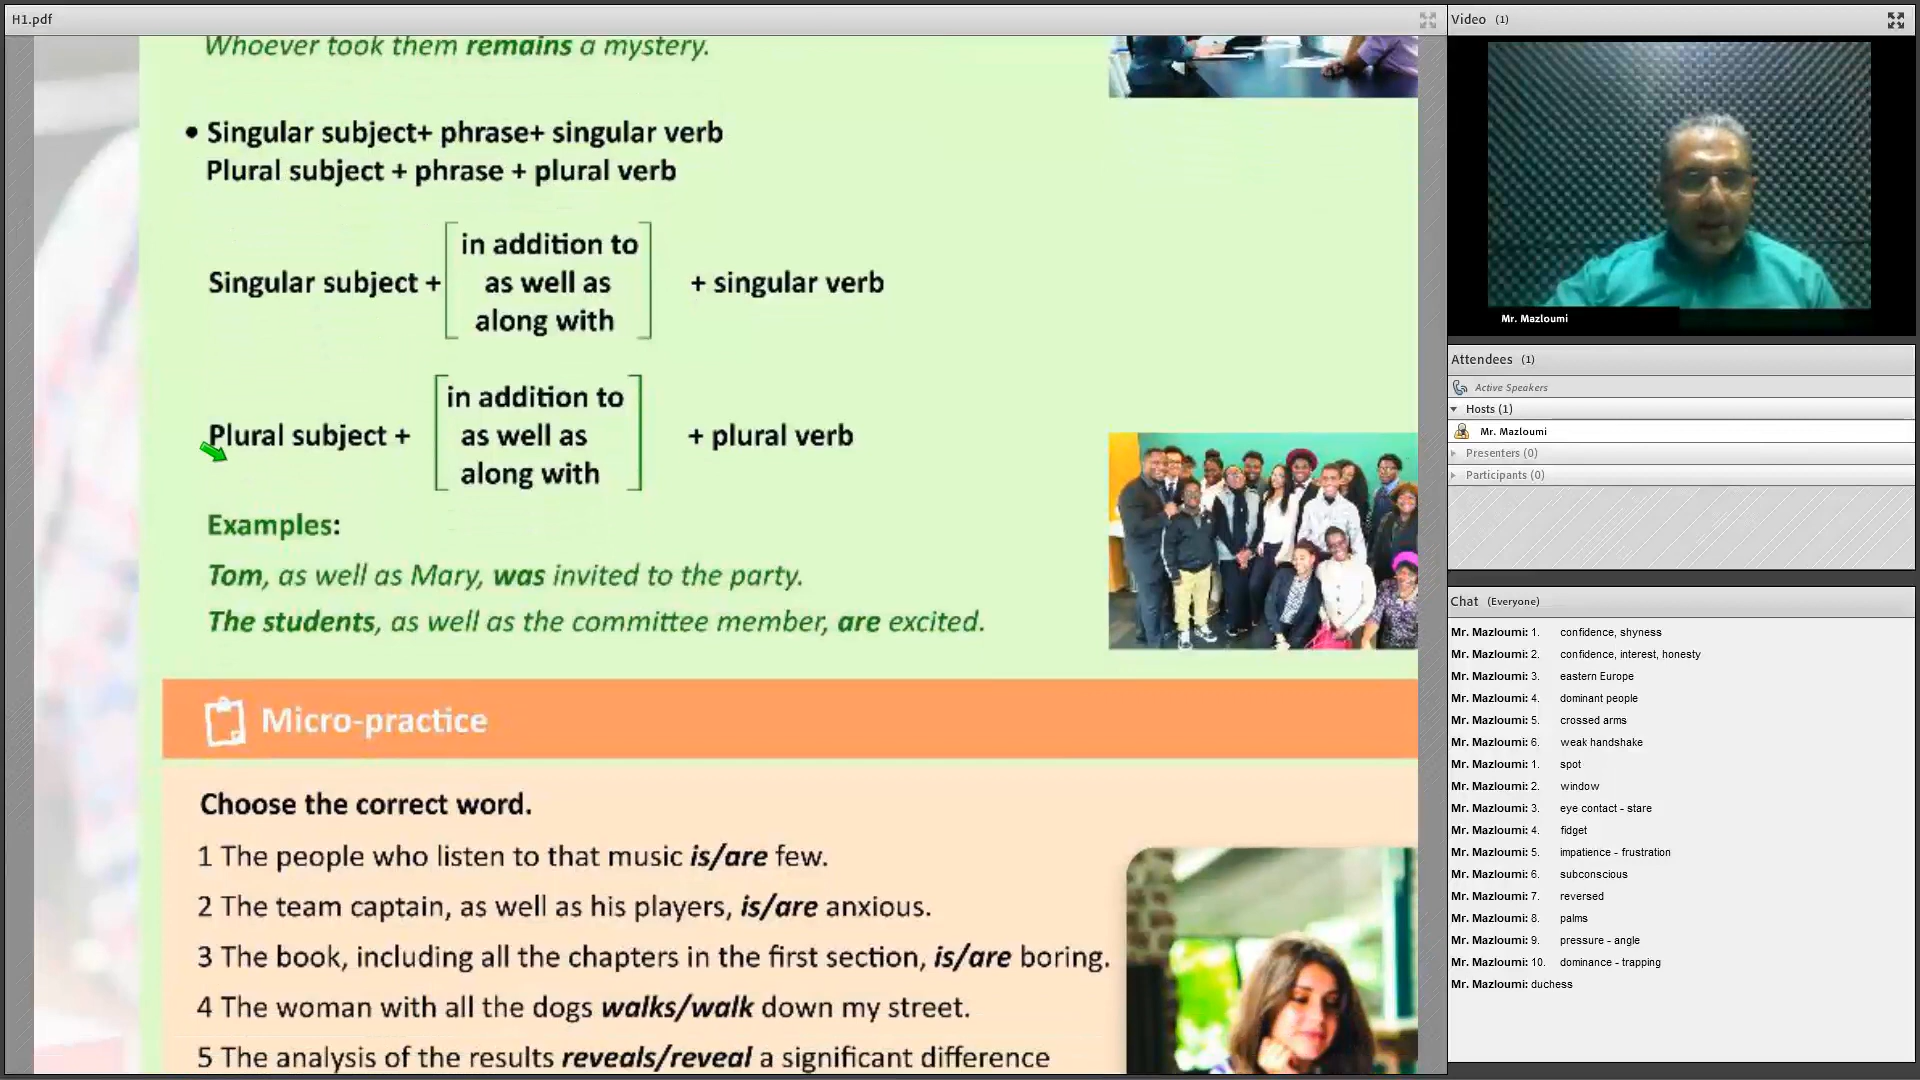 H1.pdf
Whoever took them remains a mystery.
• Singular subject+ phrase+ singular verb
Plural subject + phrase + plural verb
Singular subject +
in addition to
as well as
along with
+ singular verb
Plural subject +
in addition to
as well as
along with
+ plural verb
Examples:
Tom, as well as Mary, was invited to the party.
The students, as well as the committee member, are excited.
Micro-practice
Choose the correct word.
1 The people who listen to that music is/are few.
2 The team captain, as well as his players, is/are anxious.
3 The book, including all the chapters in the first section, is/are boring.
4 The woman with all the dogs walks/walk down my street.
5 The analysis of the results reveals/reveal a significant difference
Video (1)
Mr. Mazloumi
Attendees (1)
Active Speakers
Hosts (1)
Mr. Mazloumi
Presenters (0)
Participants (0)
Chat (Everyone)
Mr. Mazloumi: 1. confidence, shyness
Mr. Mazloumi: 2. confidence, interest, honesty
Mr. Mazloumi: 3. eastern Europe
Mr. Mazloumi: 4. dominant people
Mr. Mazloumi: 5. crossed arms
Mr. Mazloumi: 6. weak handshake
Mr. Mazloumi: 1. spot
Mr. Mazloumi: 2. window
Mr. Mazloumi: 3. eye contact - stare
Mr. Mazloumi: 4. fidget
Mr. Mazloumi: 5. impatience - frustration
Mr. Mazloumi: 6. subconscious
Mr. Mazloumi: 7. reversed
Mr. Mazloumi: 8. palms
Mr. Mazloumi: 9. pressure - angle
Mr. Mazloumi: 10. dominance - trapping
Mr. Mazloumi: duchess